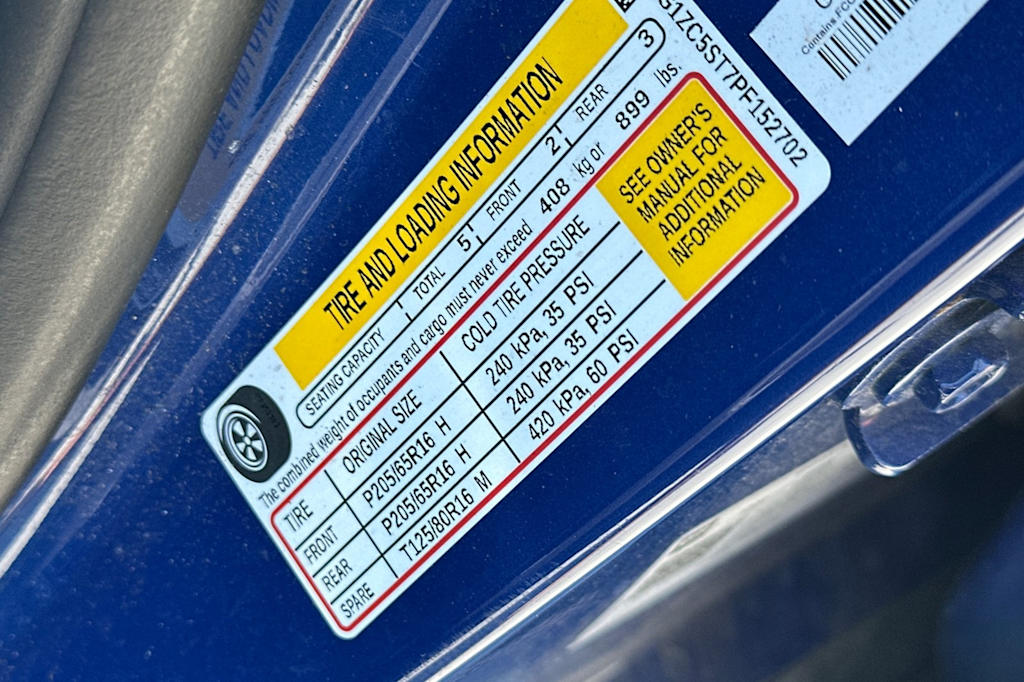 S1ZC5ST7PF152702
TIRE AND LOADING INFORMATION
SEATING CAPACITY TOTAL 5 FRONT 2 REAR 3
The combined weight of occupants and cargo must never exceed 408 kg or 899 lbs.
TIRE ORIGINAL SIZE COLD TIRE PRESSURE
FRONT P205/65R16 H 240 kPa, 35 PSI
REAR P205/65R16 H 240 kPa, 35 PSI
SPARE T125/80R16 M 420 kPa, 60 PSI
SEE OWNER'S
MANUAL FOR
ADDITIONAL
INFORMATION
Contains FCC